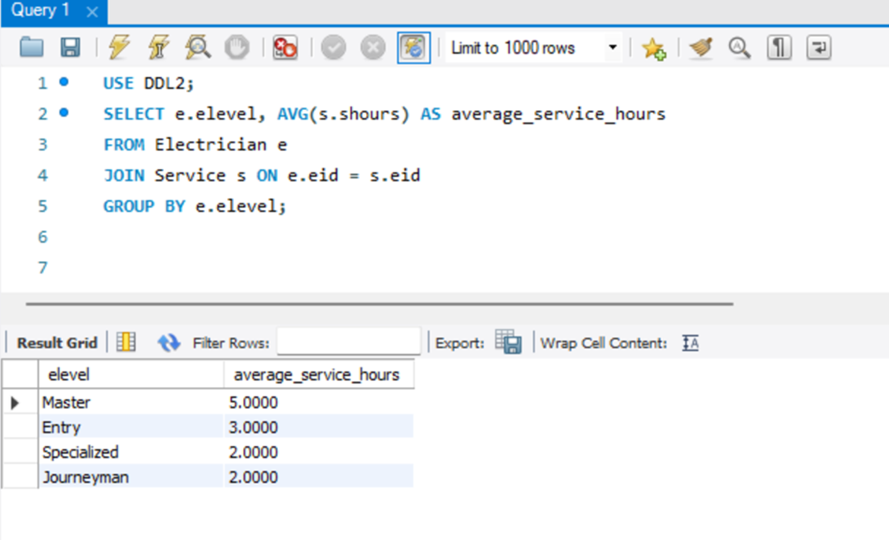 Query 1
Limit to 1000 rows
1 USE DDL2;
2 SELECT e.elevel, AVG(s.shours) AS average_service_hours
3 FROM Electrician e
4 JOIN Service s ON e.eid = s.eid
5 GROUP BY e.elevel;
6
7
Result Grid Filter Rows: Export: Wrap Cell Content: IA
elevel average_service_hours
Master 5.0000
Entry 3.0000
Specialized 2.0000
Journeyman 2.0000